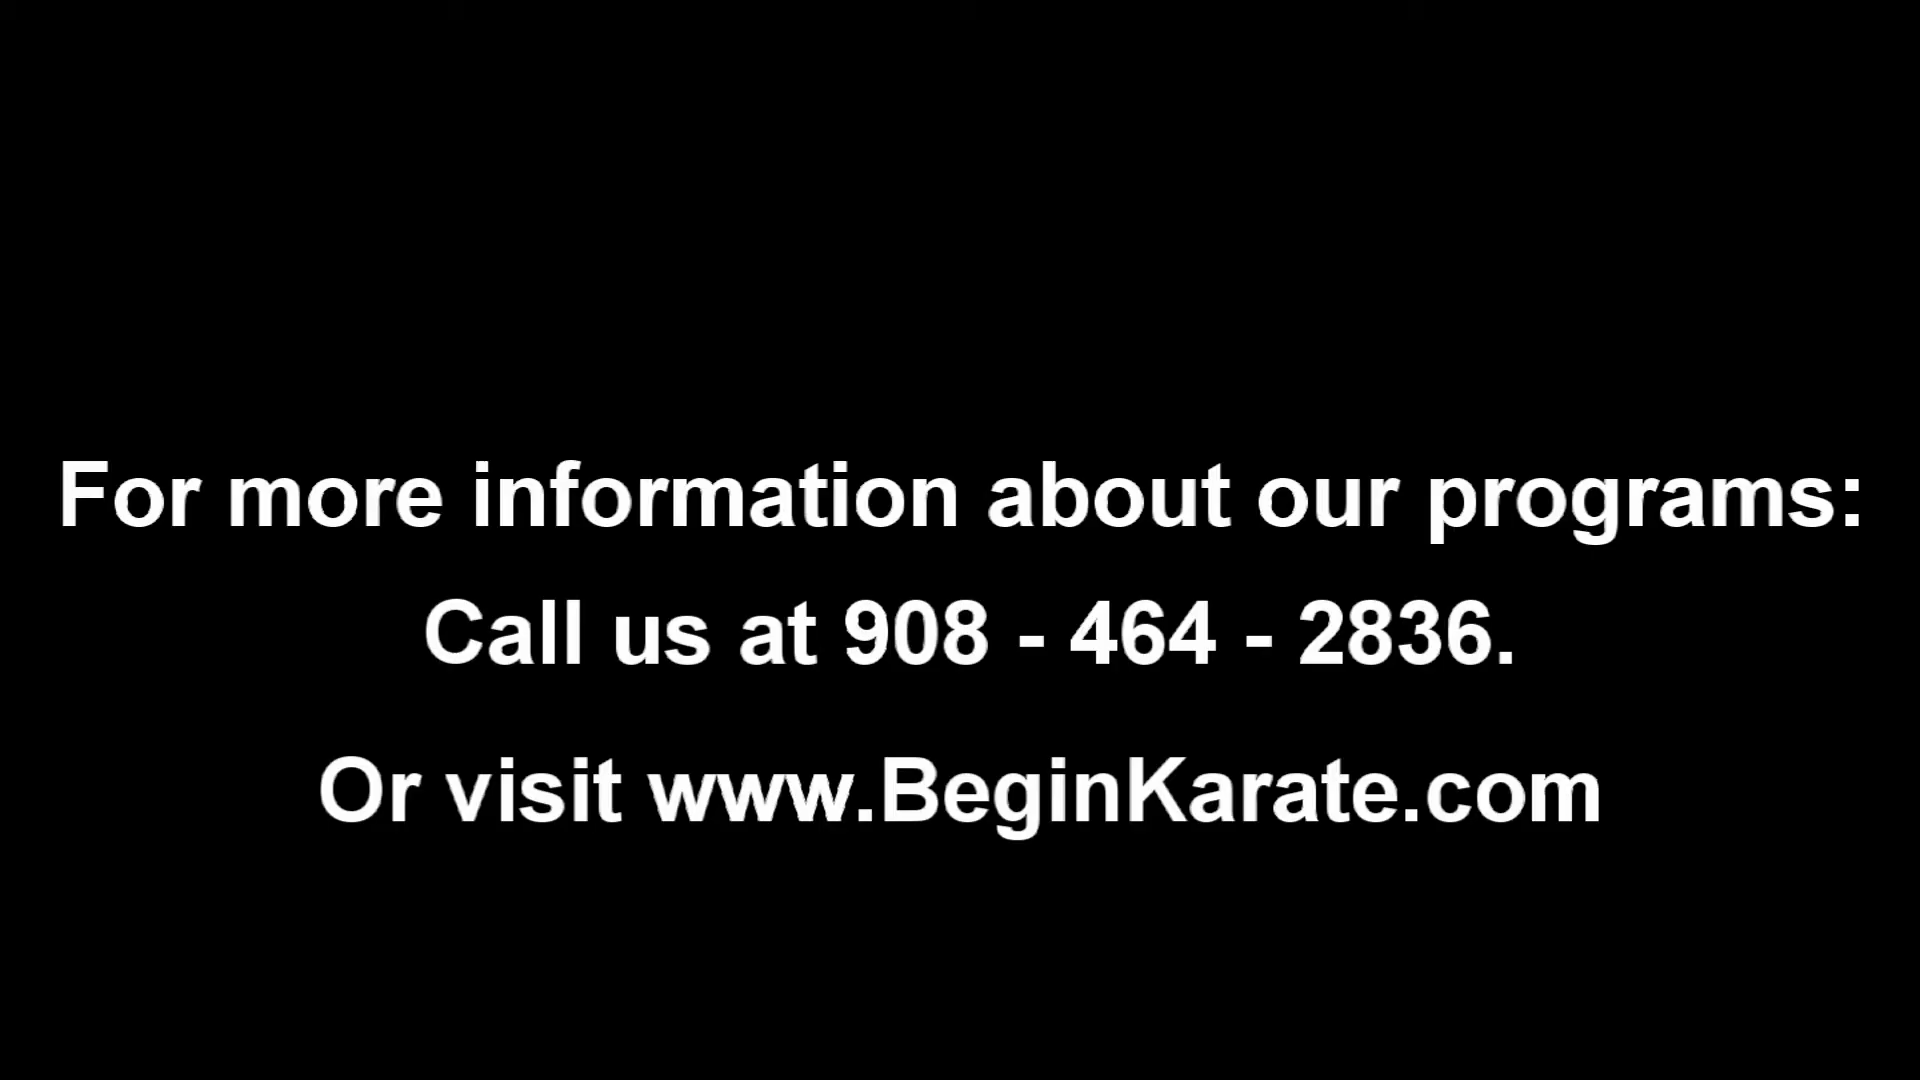 For more information about our programs:
Call us at 908 - 464 - 2836.
Or visit www.BeginKarate.com